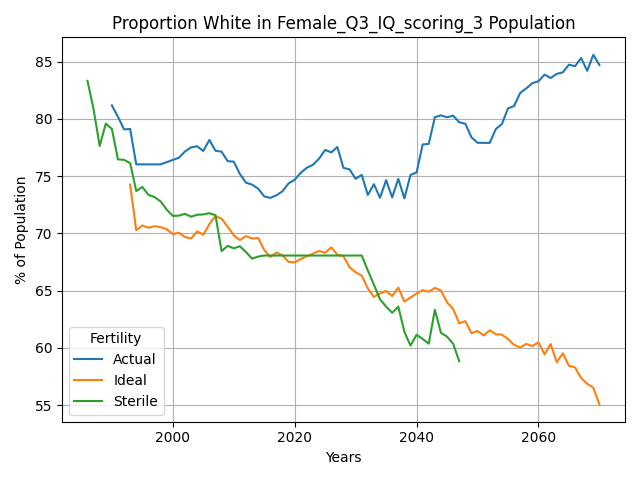 Proportion White in Female_Q3_IQ_scoring_3 Population
% of Population
85
80
75
70
65
60
55
Fertility
Actual
Ideal
Sterile
2000 2020 2040 2060
Years